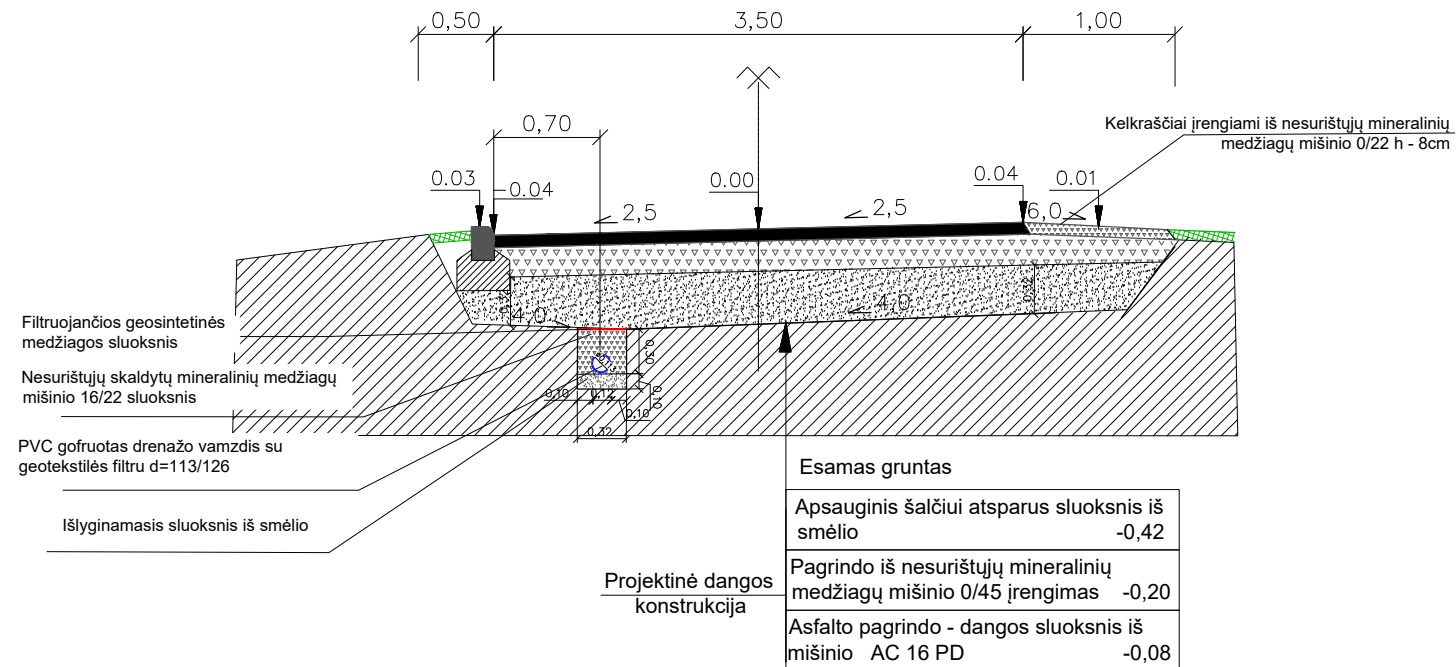 0,50
3,50
1,00
0,70
Kelkraščiai įrengiami iš nesurištųjų mineralinių
medžiagų mišinio 0/22 h - 8cm
0.03
0.04
0.00
0.04
0.01
2,5
2,5
6,0
4,0
4,0
Filtruojančios geosintetinės
medžiagos sluoksnis
Nesurištųjų skaldytų mineralinių medžiagų
mišinio 16/22 sluoksnis
PVC gofruotas drenažo vamzdis su
geotekstilės filtru d=113/126
Išlyginamasis sluoksnis iš smėlio
0,30
0,10
0,10
0,12
0,10
0,32
Esamas gruntas
Apsauginis šalčiui atsparus sluoksnis iš
smėlio -0,42
Pagrindo iš nesurištųjų mineralinių
medžiagų mišinio 0/45 įrengimas -0,20
Asfalto pagrindo - dangos sluoksnis iš
mišinio AC 16 PD -0,08
Projektinė dangos
konstrukcija